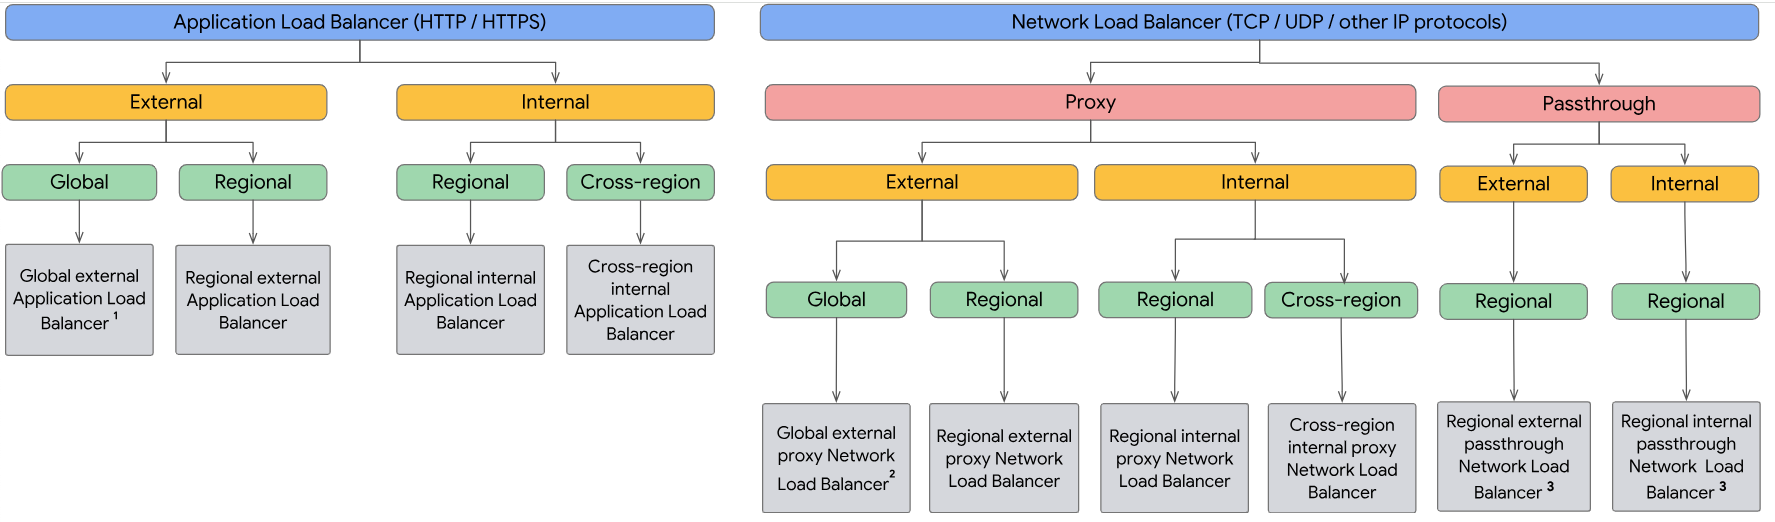 Application Load Balancer (HTTP / HTTPS)
Network Load Balancer (TCP / UDP / other IP protocols)
External
Internal
Proxy
Passthrough
Global
Regional
Regional
Cross-region
External
Internal
External
Internal
Global external
Application Load
Balancer ¹
Regional external
Application Load
Balancer
Regional internal
Application Load
Balancer
Cross-region
internal
Application Load
Balancer
Global
Regional
Regional
Cross-region
Regional
Regional
Global external
proxy Network
Load Balancer ²
Regional external
proxy Network
Load Balancer
Regional internal
proxy Network
Load Balancer
Cross-region
internal proxy
Network Load
Balancer
Regional external
passthrough
Network Load
Balancer ³
Regional internal
passthrough
Network Load
Balancer ³